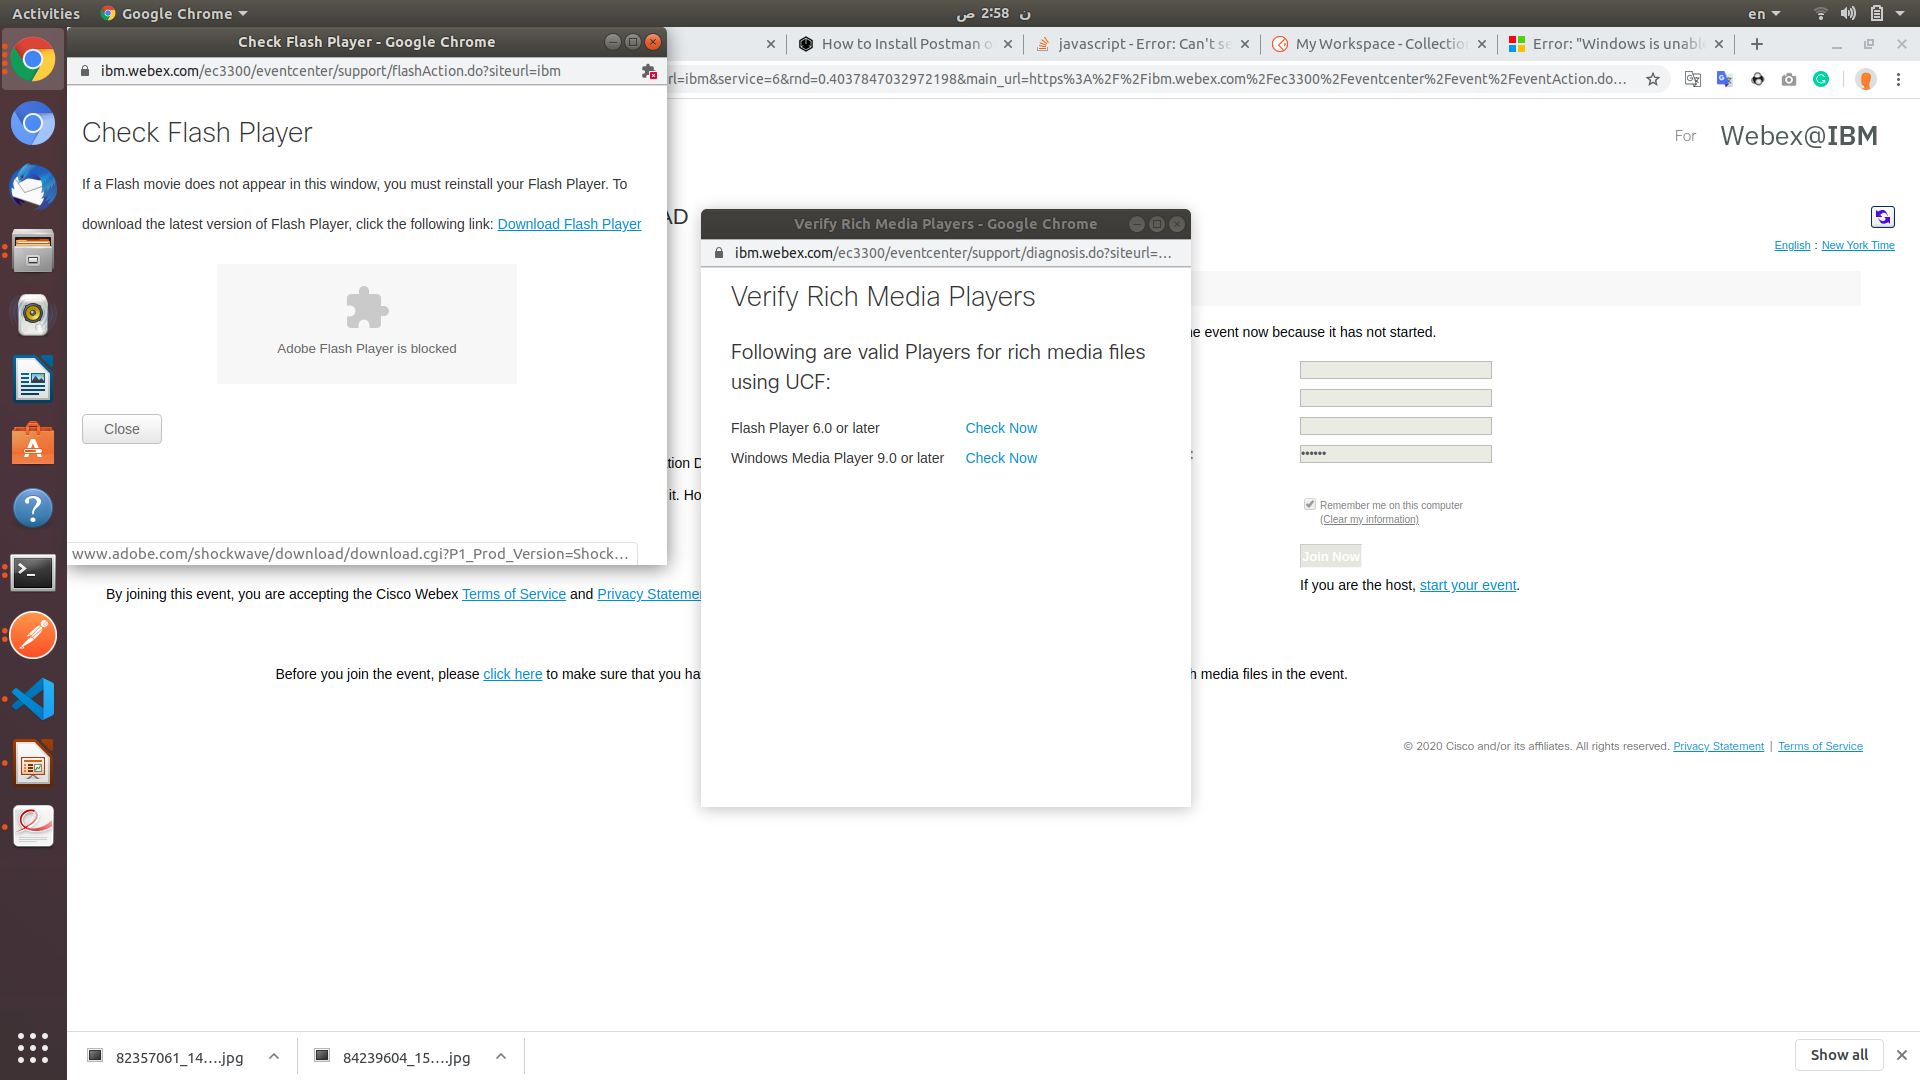 Activities
Google Chrome
ن 2:58 ص
en
Check Flash Player - Google Chrome
ibm.webex.com/ec3300/eventcenter/support/flashAction.do?siteurl=ibm
Check Flash Player
If a Flash movie does not appear in this window, you must reinstall your Flash Player. To
download the latest version of Flash Player, click the following link: Download Flash Player
Adobe Flash Player is blocked
Close
www.adobe.com/shockwave/download/download.cgi?P1_Prod_Version=Shock…
How to Install Postman o
javascript - Error: Can't se
My Workspace - Collection
Error: "Windows is unabl
rl=ibm&service=6&rnd=0.4037847032972198&main_url=https%3A%2F%2Fibm.webex.com%2Fec3300%2Feventcenter%2Fevent%2FeventAction.do…
For Webex@IBM
AD
English : New York Time
Verify Rich Media Players - Google Chrome
ibm.webex.com/ec3300/eventcenter/support/diagnosis.do?siteurl=…
Verify Rich Media Players
Following are valid Players for rich media files
using UCF:
Flash Player 6.0 or later Check Now
Windows Media Player 9.0 or later Check Now
he event now because it has not started.
tion D
it. Ho
:
••••••
Remember me on this computer
(Clear my information)
Join Now
If you are the host, start your event.
By joining this event, you are accepting the Cisco Webex Terms of Service and Privacy Statemen
Before you join the event, please click here to make sure that you ha
h media files in the event.
© 2020 Cisco and/or its affiliates. All rights reserved. Privacy Statement | Terms of Service
82357061_14….jpg
84239604_15….jpg
Show all